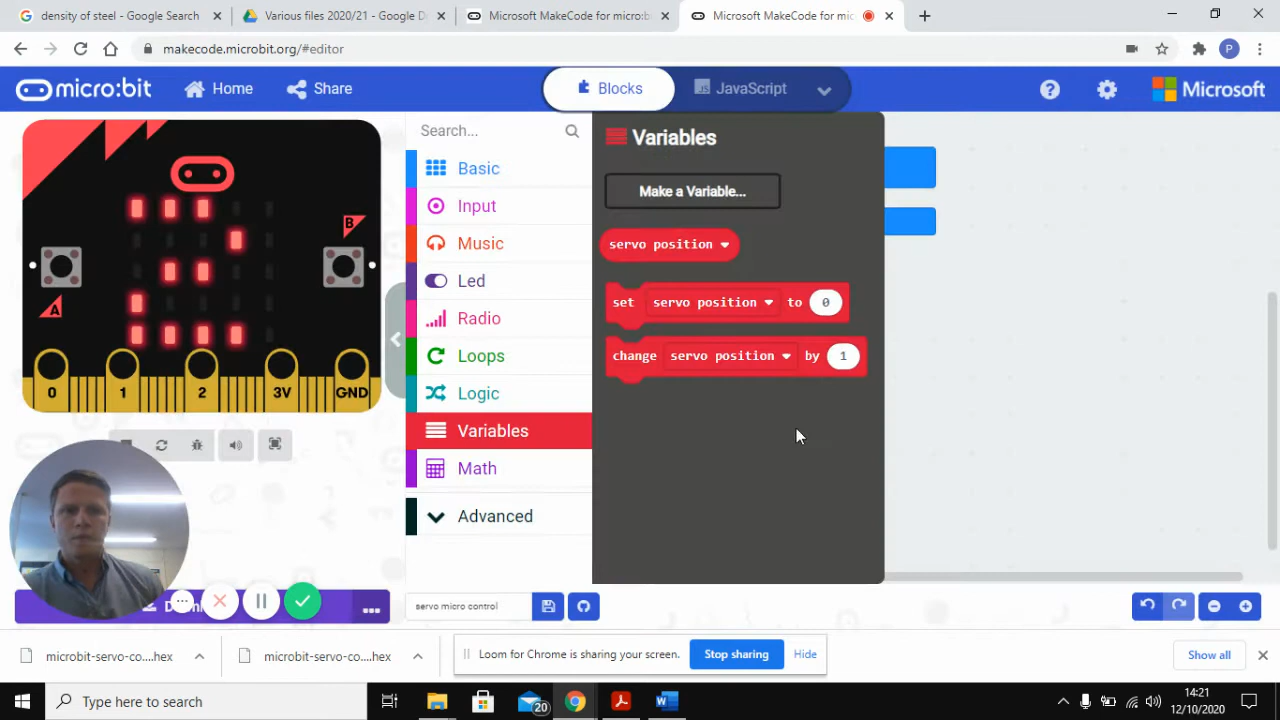 density of steel - Google Search
Various files 2020/21 - Google D
Microsoft MakeCode for micro:b
Microsoft MakeCode for mic
makecode.microbit.org/#editor
P
micro:bit
Home
Share
Blocks
JS
JavaScript
Microsoft
Search...
Basic
Input
Music
Led
Radio
Loops
Logic
Variables
Math
Advanced
Variables
Make a Variable...
servo position
set servo position to 0
change servo position by 1
A
B
0 1 2 3V GND
servo micro control
microbit-servo-co....hex
microbit-servo-co....hex
Loom for Chrome is sharing your screen.
Stop sharing
Hide
Show all
Type here to search
20
14:21
12/10/2020